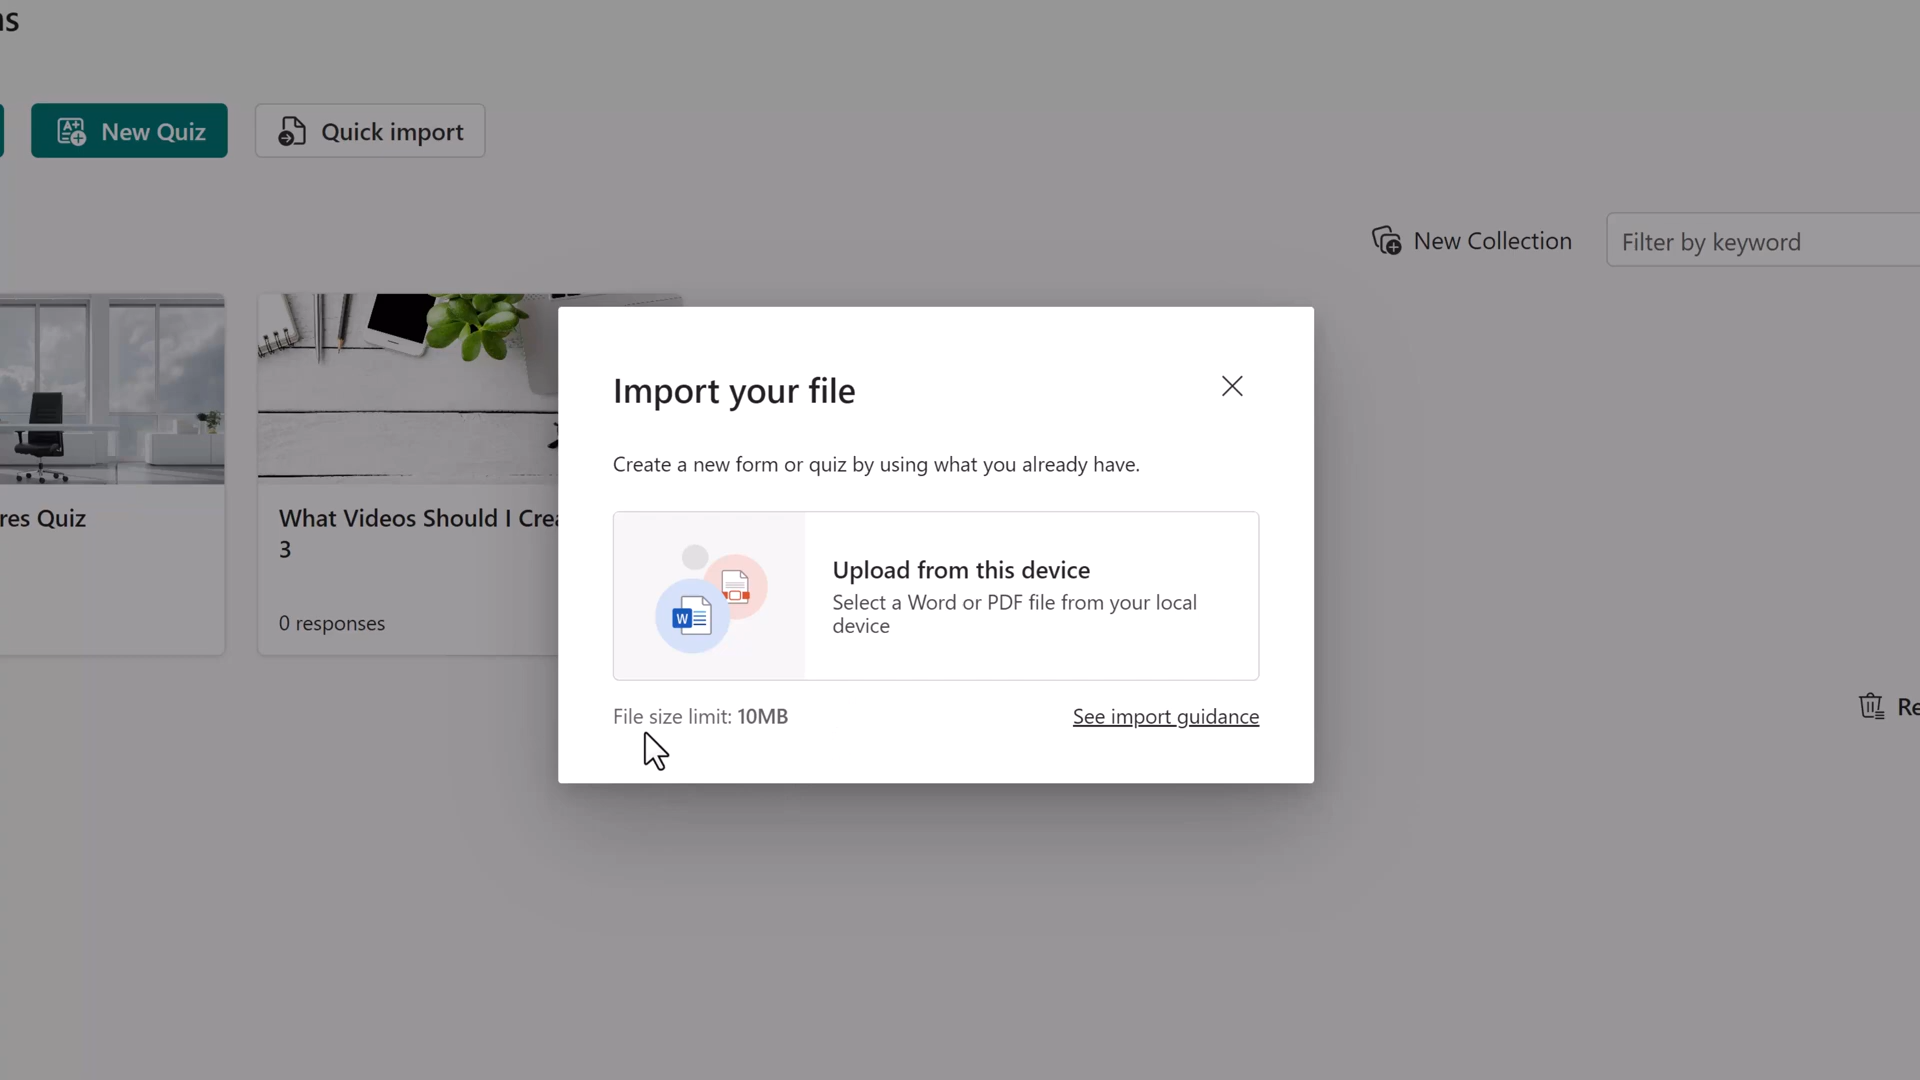 ns
New Quiz
Quick import
New Collection
Filter by keyword
Import your file
Create a new form or quiz by using what you already have.
res Quiz
What Videos Should I Crea
3
0 responses
Upload from this device
Select a Word or PDF file from your local
device
File size limit: 10MB
See import guidance
Re